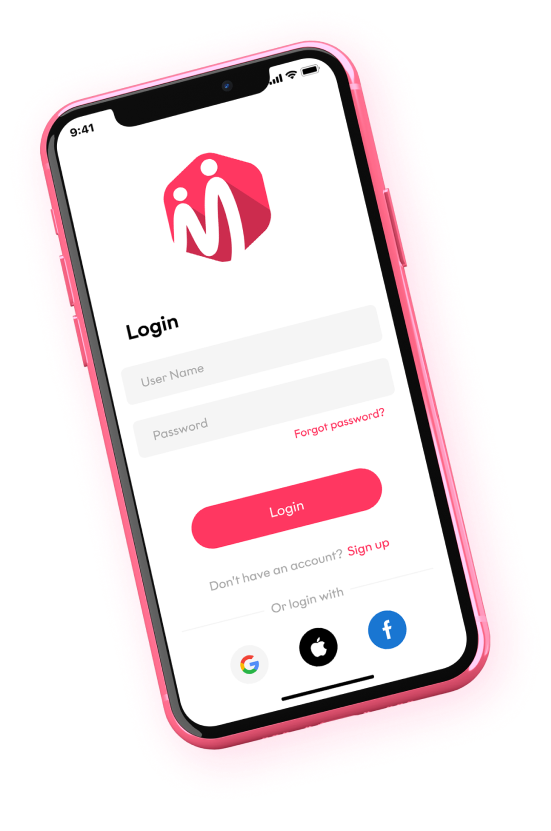 9:41
Login
User Name
Password
Forgot password?
Login
Don't have an account? Sign up
Or login with